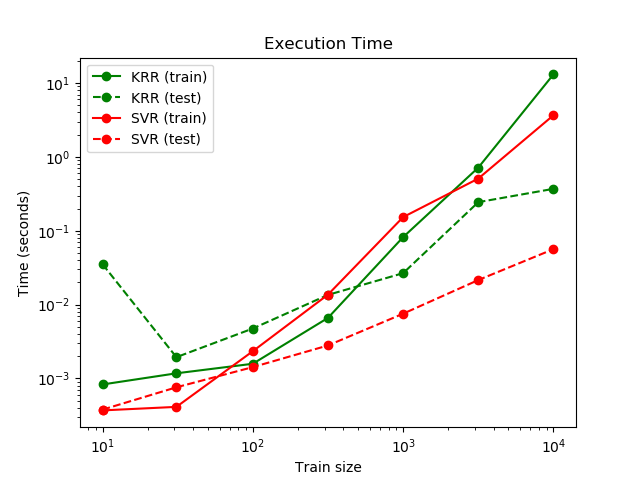 Execution Time
KRR (train)
KRR (test)
SVR (train)
SVR (test)
Time (seconds)
10¹
10⁰
10⁻¹
10⁻²
10⁻³
10¹ 10² 10³ 10⁴
Train size